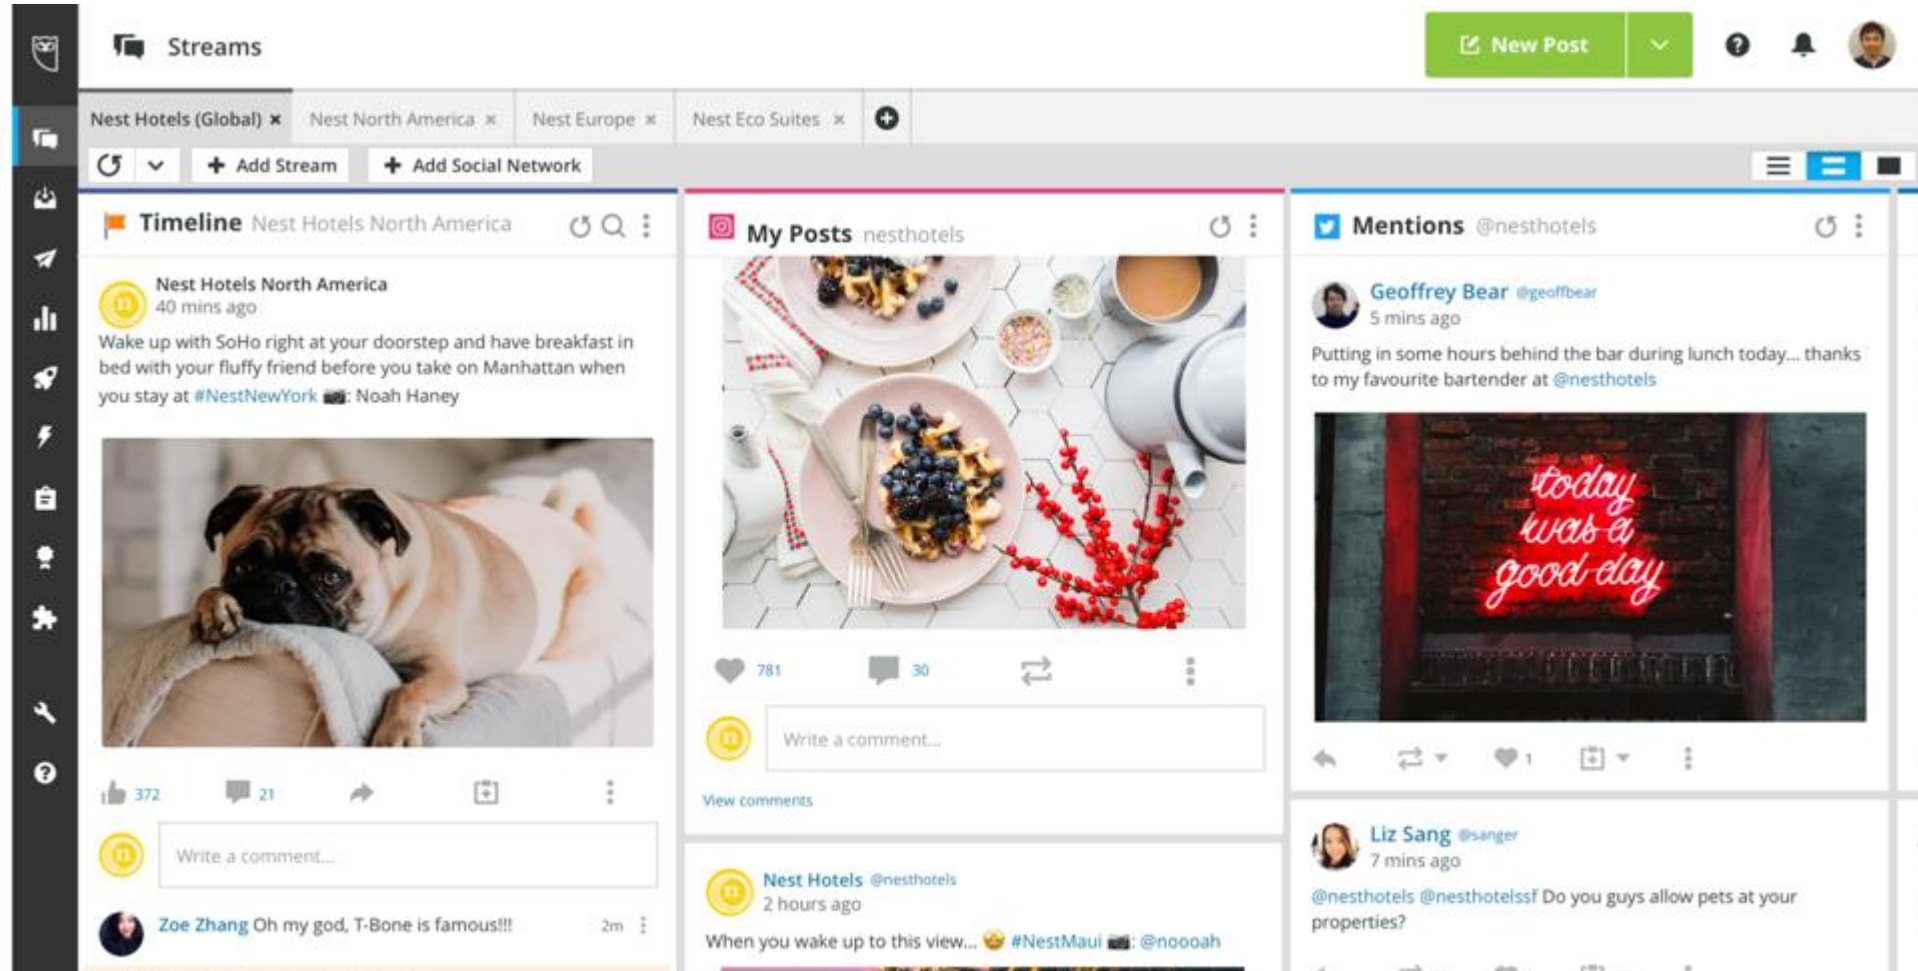 Streams
New Post
Nest Hotels (Global) ×
Nest North America ×
Nest Europe ×
Nest Eco Suites ×
+ Add Stream
+ Add Social Network
Timeline Nest Hotels North America
Nest Hotels North America
40 mins ago
Wake up with SoHo right at your doorstep and have breakfast in
bed with your fluffy friend before you take on Manhattan when
you stay at #NestNewYork 📷: Noah Haney
372
21
Write a comment...
Zoe Zhang Oh my god, T-Bone is famous!!! 2m
My Posts nesthotels
781
30
Write a comment...
View comments
Nest Hotels @nesthotels
2 hours ago
When you wake up to this view... 🤩 #NestMaui 📷: @noooah
Mentions @nesthotels
Geoffrey Bear @geoffbear
5 mins ago
Putting in some hours behind the bar during lunch today... thanks
to my favourite bartender at @nesthotels
today
was a
good day
1
Liz Sang @sanger
7 mins ago
@nesthotels @nesthotelssf Do you guys allow pets at your
properties?